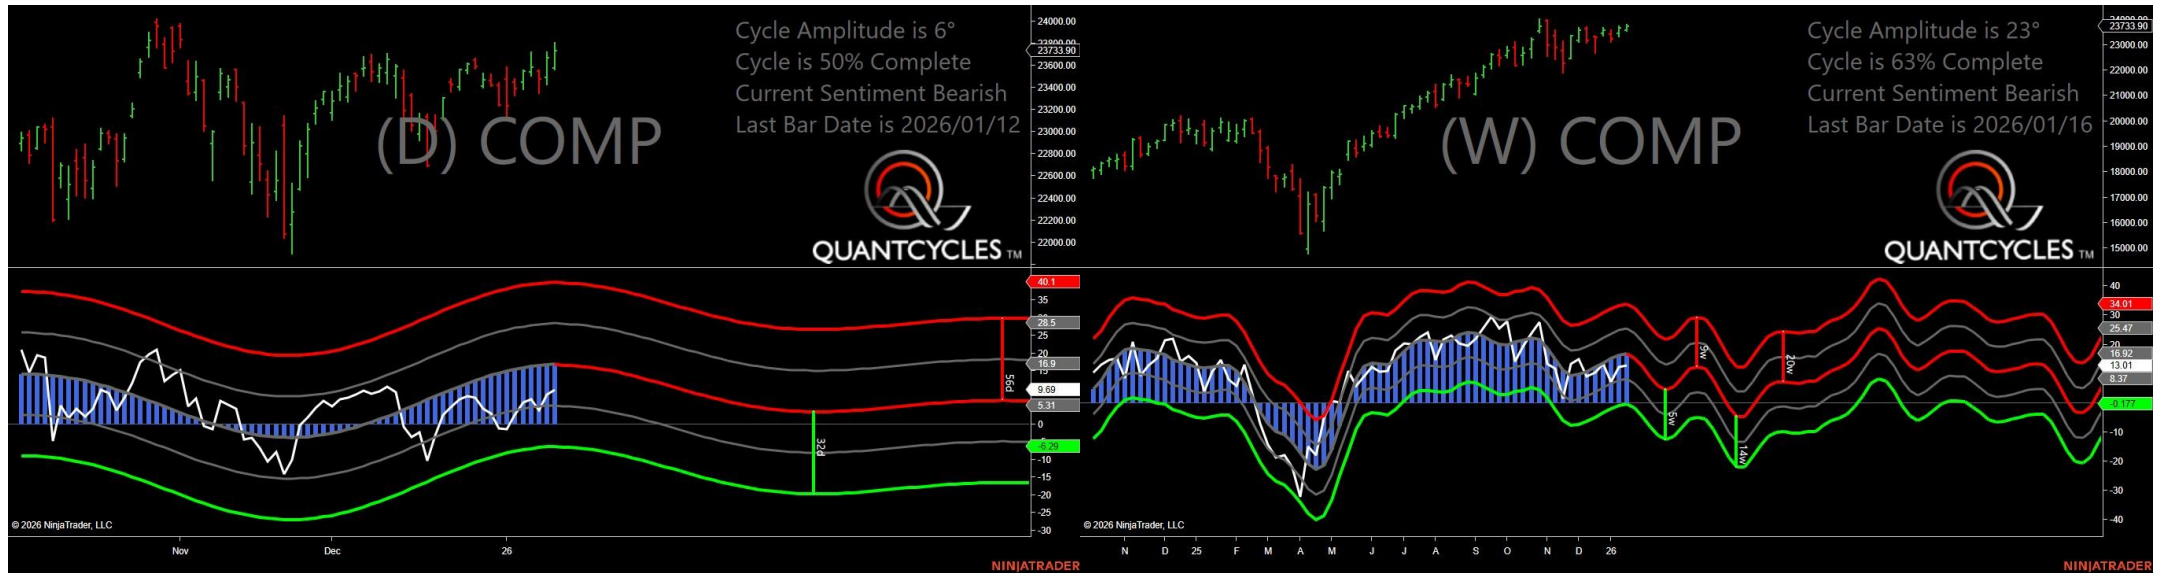 Cycle Amplitude is 6°
Cycle is 50% Complete
Current Sentiment Bearish
Last Bar Date is 2026/01/12
(D) COMP
QUANTCYCLES TM
24000.00
23733.90
23600.00
23400.00
23200.00
23000.00
22800.00
22600.00
22400.00
22200.00
22000.00
40.1
35
28.5
25
20
16.9
15
9.69
5.31
0
-6.29
-10
-15
-20
-25
-30
56d
32d
© 2026 NinjaTrader, LLC
Nov
Dec
26
NINJATRADER
Cycle Amplitude is 23°
Cycle is 63% Complete
Current Sentiment Bearish
Last Bar Date is 2026/01/16
(W) COMP
QUANTCYCLES TM
23733.90
23000.00
22000.00
21000.00
20000.00
19000.00
18000.00
17000.00
16000.00
15000.00
40
34.01
30
25.47
20
16.92
13.01
8.37
-0.177
-10
-20
-30
-40
5w
9w
14w
20w
© 2026 NinjaTrader, LLC
N D 25 F M A M J J A S O N D 26
NINJATRADER